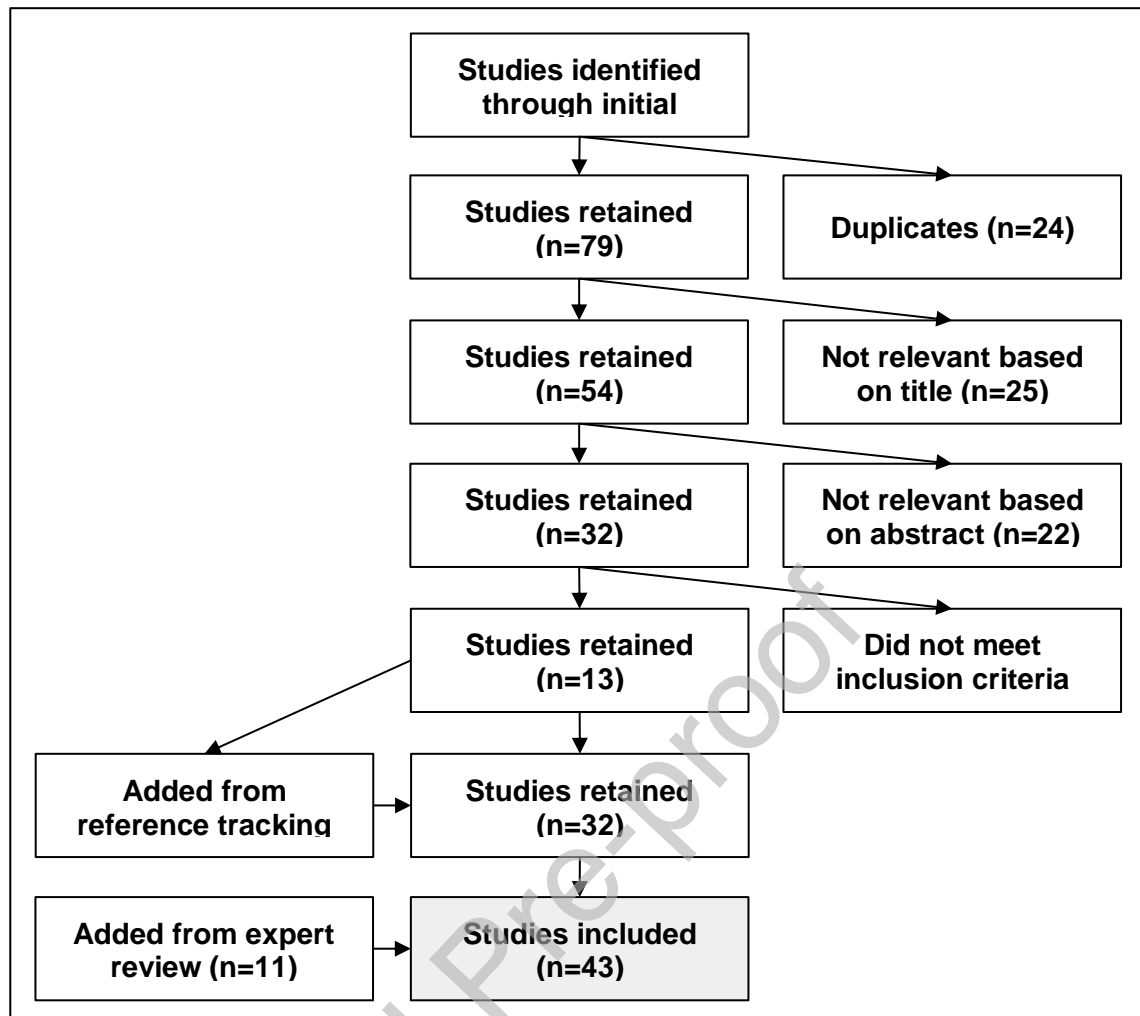 Studies identified
through initial
Studies retained
(n=79)
Duplicates (n=24)
Studies retained
(n=54)
Not relevant based
on title (n=25)
Studies retained
(n=32)
Not relevant based
on abstract (n=22)
Studies retained
(n=13)
Did not meet
inclusion criteria
Added from
reference tracking
Studies retained
(n=32)
Added from expert
review (n=11)
Studies included
(n=43)
Pre-proof